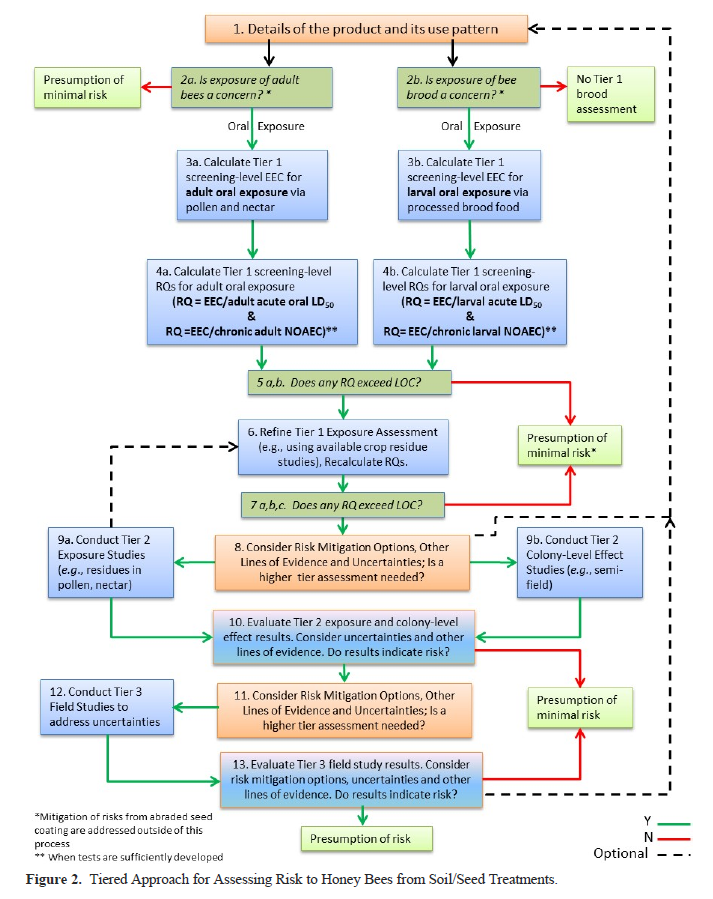 1. Details of the product and its use pattern
Presumption of
minimal risk
2a. Is exposure of adult
bees a concern? *
2b. Is exposure of bee
brood a concern? *
No Tier 1
brood
assessment
Oral Exposure
Oral Exposure
3a. Calculate Tier 1
screening-level EEC for
adult oral exposure via
pollen and nectar
3b. Calculate Tier 1
screening-level EEC for
larval oral exposure via
processed brood food
4a. Calculate Tier 1 screening-level
RQs for adult oral exposure
(RQ = EEC/adult acute oral LD50
&
RQ =EEC/chronic adult NOAEC)**
4b. Calculate Tier 1 screening-
level RQs for larval oral exposure
(RQ = EEC/larval acute LD50
&
RQ= EEC/chronic larval NOAEC)**
5 a,b. Does any RQ exceed LOC?
6. Refine Tier 1 Exposure Assessment
(e.g., using available crop residue
studies), Recalculate RQs.
Presumption of
minimal risk*
7 a,b,c. Does any RQ exceed LOC?
9a. Conduct Tier 2
Exposure Studies
(e.g., residues in
pollen, nectar)
8. Consider Risk Mitigation Options, Other
Lines of Evidence and Uncertainties; Is a
higher tier assessment needed?
9b. Conduct Tier 2
Colony-Level Effect
Studies (e.g., semi-
field)
10. Evaluate Tier 2 exposure and colony-level
effect results. Consider uncertainties and other
lines of evidence. Do results indicate risk?
12. Conduct Tier 3
Field Studies to
address uncertainties
11. Consider Risk Mitigation Options, Other
Lines of Evidence and Uncertainties; Is a
higher tier assessment needed?
Presumption of
minimal risk
13. Evaluate Tier 3 field study results. Consider
risk mitigation options, uncertainties and other
lines of evidence. Do results indicate risk?
*Mitigation of risks from abraded seed
coating are addressed outside of this
process
** When tests are sufficiently developed
Presumption of risk
Y
N
Optional
Figure 2. Tiered Approach for Assessing Risk to Honey Bees from Soil/Seed Treatments.